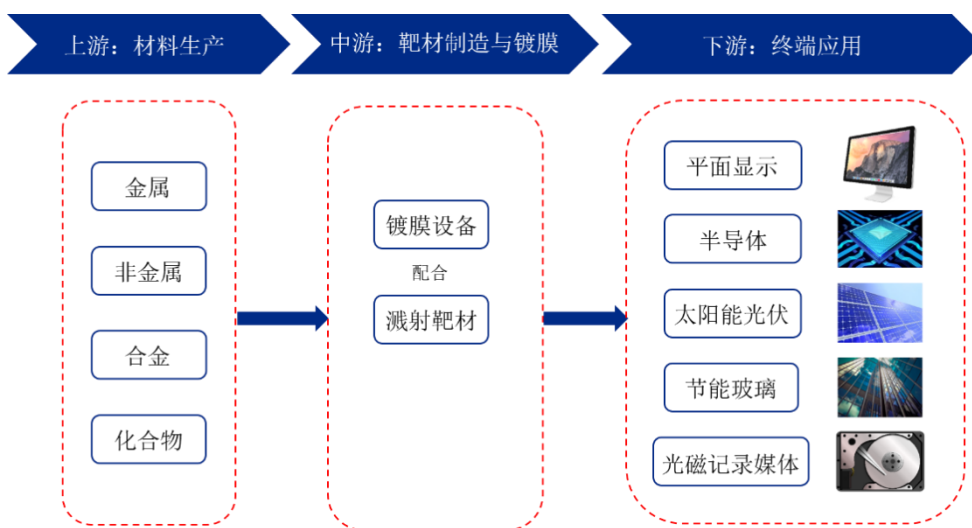 上游：材料生产
中游：靶材制造与镀膜
下游：终端应用
金属
非金属
合金
化合物
镀膜设备
配合
溅射靶材
平面显示
半导体
太阳能光伏
节能玻璃
光磁记录媒体